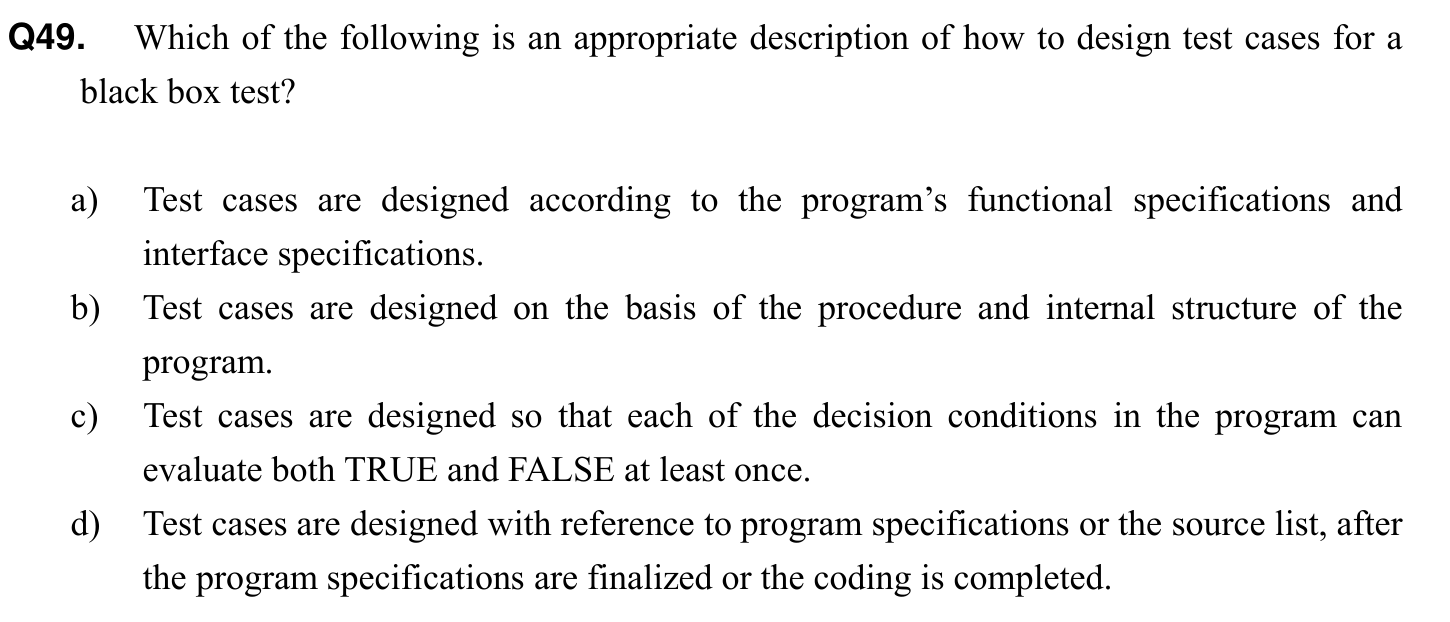 Q49. Which of the following is an appropriate description of how to design test cases for a
black box test?
a) Test cases are designed according to the program’s functional specifications and
interface specifications.
b) Test cases are designed on the basis of the procedure and internal structure of the
program.
c) Test cases are designed so that each of the decision conditions in the program can
evaluate both TRUE and FALSE at least once.
d) Test cases are designed with reference to program specifications or the source list, after
the program specifications are finalized or the coding is completed.